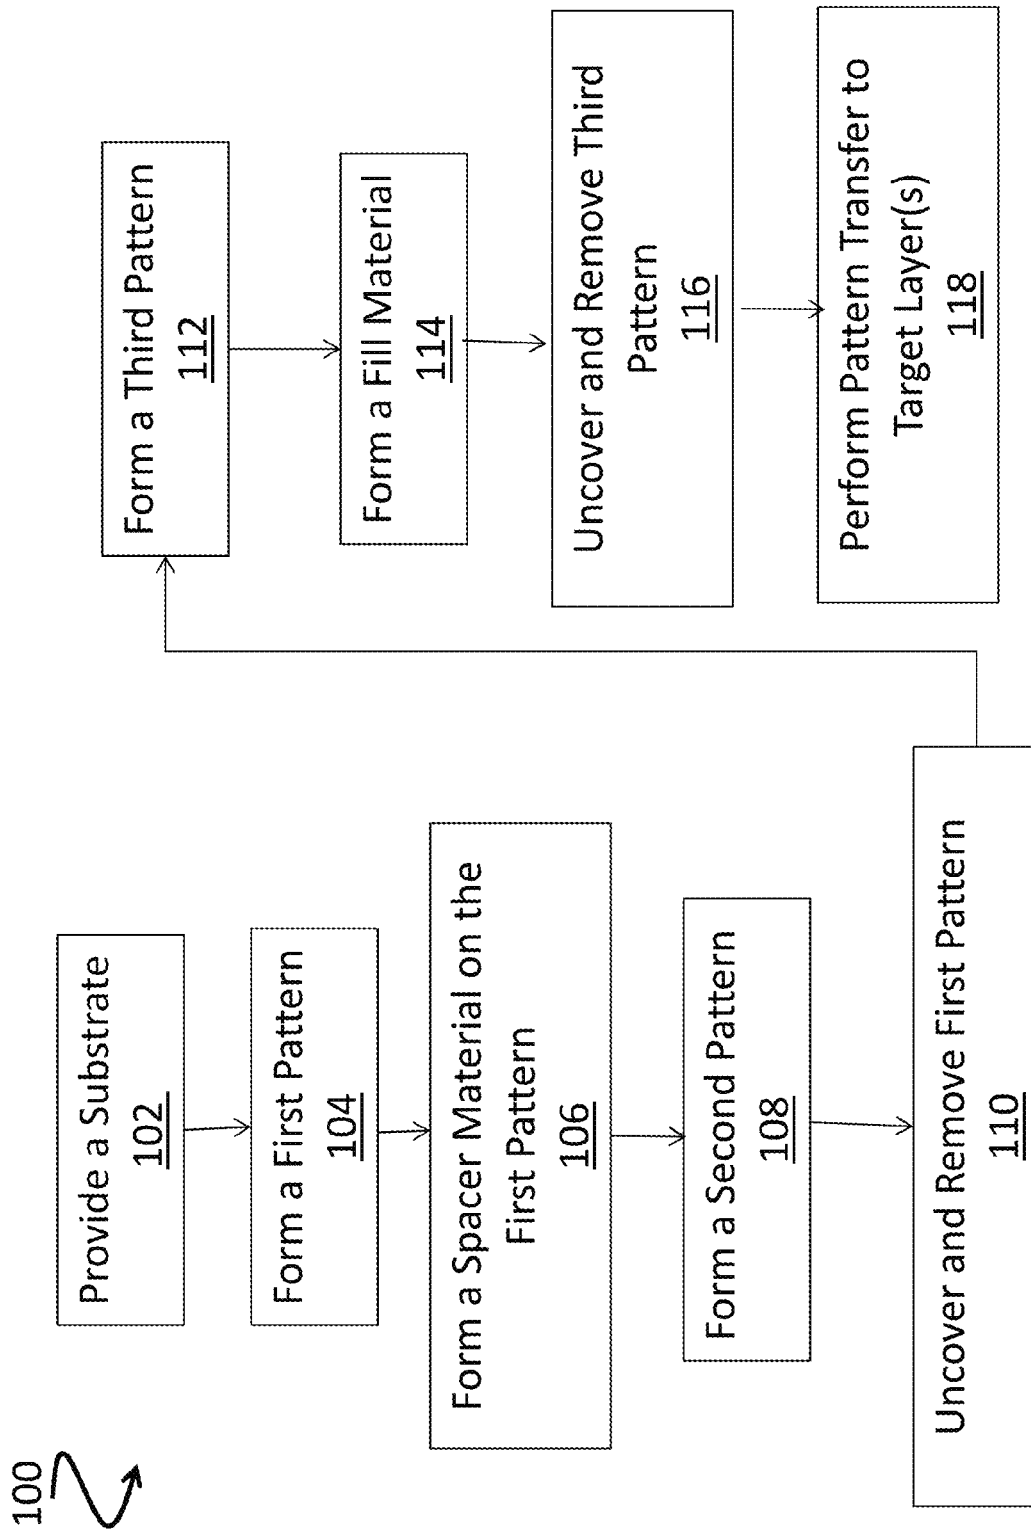 100
Provide a Substrate
102
Form a First Pattern
104
Form a Spacer Material on the
First Pattern
106
Form a Second Pattern
108
Uncover and Remove First Pattern
110
Form a Third Pattern
112
Form a Fill Material
114
Uncover and Remove Third
Pattern
116
Perform Pattern Transfer to
Target Layer(s)
118